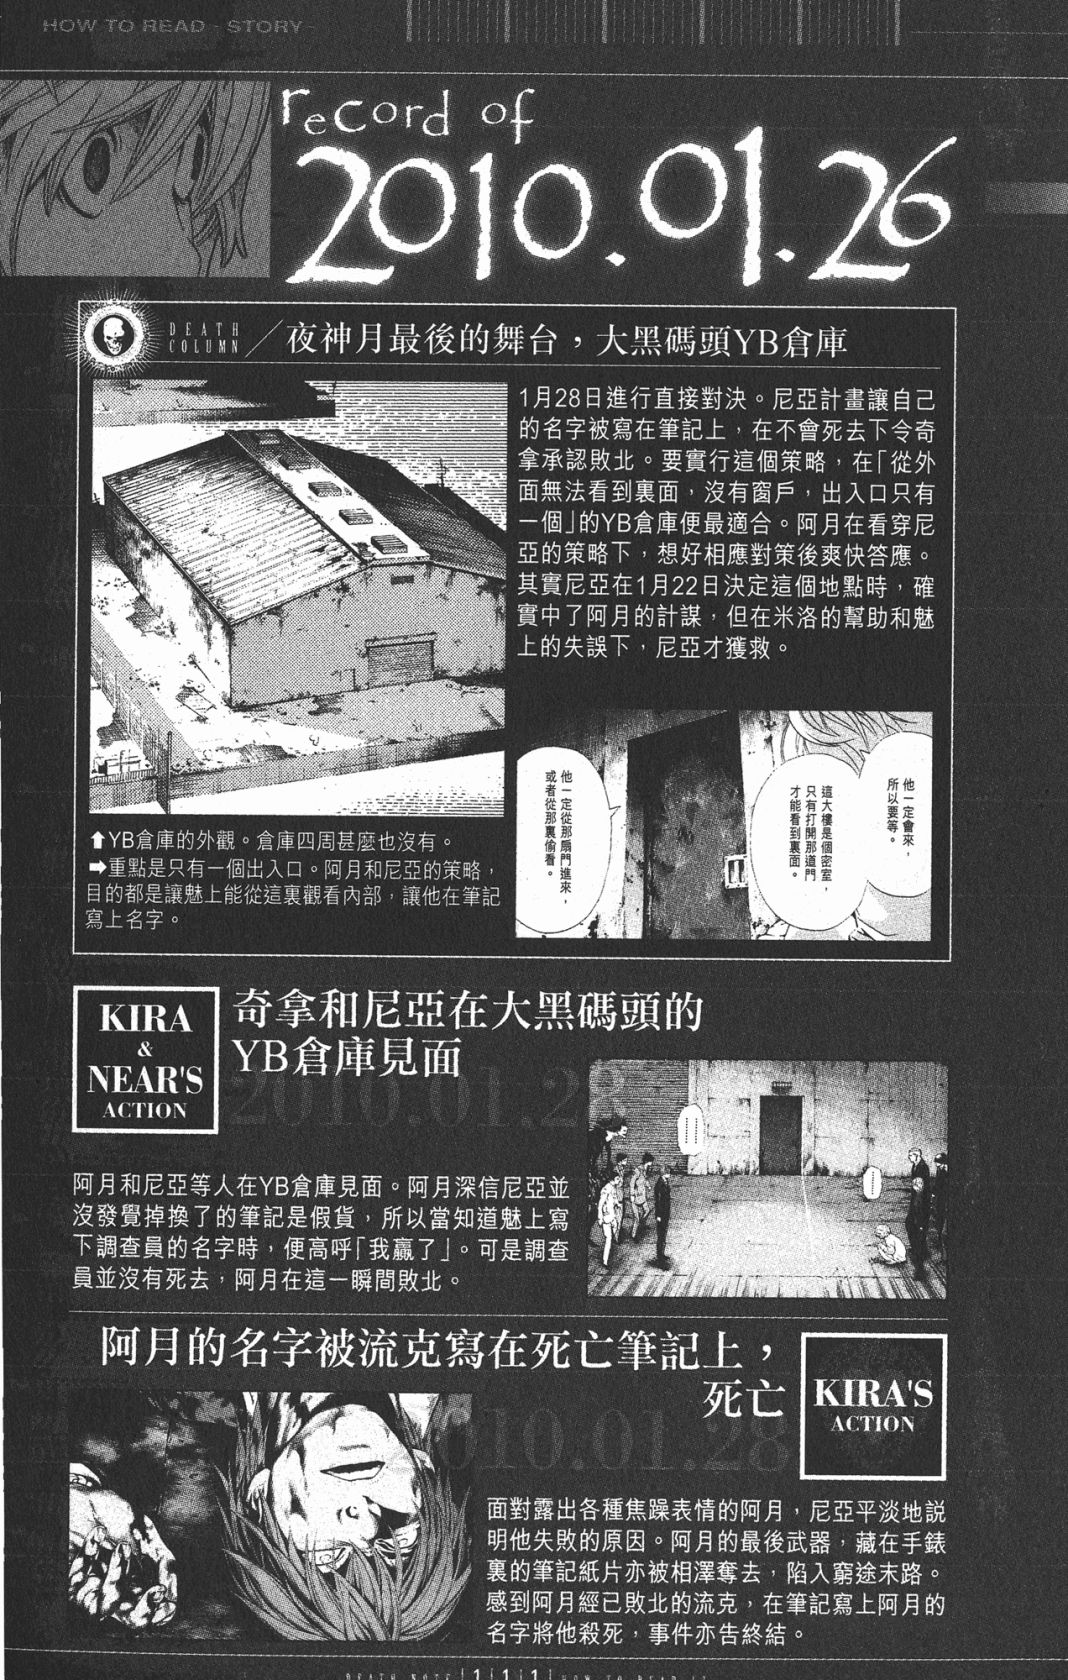 HOW TO READ - STORY
record of
2010.01.26
DEATH
COLUMN
／夜神月最後的舞台，大黑碼頭YB倉庫
1月28日進行直接對決。尼亞計畫讓自己
的名字被寫在筆記上，在不會死去下令奇
拿承認敗北。要實行這個策略，在「從外
面無法看到裏面，沒有窗戶，出入口只有
一個」的YB倉庫便最適合。阿月在看穿尼
亞的策略下，想好相應對策後爽快答應。
其實尼亞在1月22日決定這個地點時，確
實中了阿月的計謀，但在米洛的幫助和魅
上的失誤下，尼亞才獲救。
他一定會來，
所以要等。
這大樓是個密室，
只有打開那道門
才能看到裏面。
他一定從那扇門進來，
或者從那裏偷看。
⬆YB倉庫的外觀。倉庫四周甚麼也沒有。
➡重點是只有一個出入口。阿月和尼亞的策略，
目的都是讓魅上能從這裏觀看內部，讓他在筆記
寫上名字。
KIRA
&
NEAR'S
ACTION
奇拿和尼亞在大黑碼頭的
YB倉庫見面
2010.01.28
阿月和尼亞等人在YB倉庫見面。阿月深信尼亞並
沒發覺掉換了的筆記是假貨，所以當知道魅上寫
下調查員的名字時，便高呼「我贏了」。可是調查
員並沒有死去，阿月在這一瞬間敗北。
阿月的名字被流克寫在死亡筆記上，
死亡
KIRA'S
ACTION
2010.01.28
面對露出各種焦躁表情的阿月，尼亞平淡地說
明他失敗的原因。阿月的最後武器，藏在手錶
裏的筆記紙片亦被相澤奪去，陷入窮途末路。
感到阿月經已敗北的流克，在筆記寫上阿月的
名字將他殺死，事件亦告終結。
DEATH NOTE 111 HOW TO READ 13